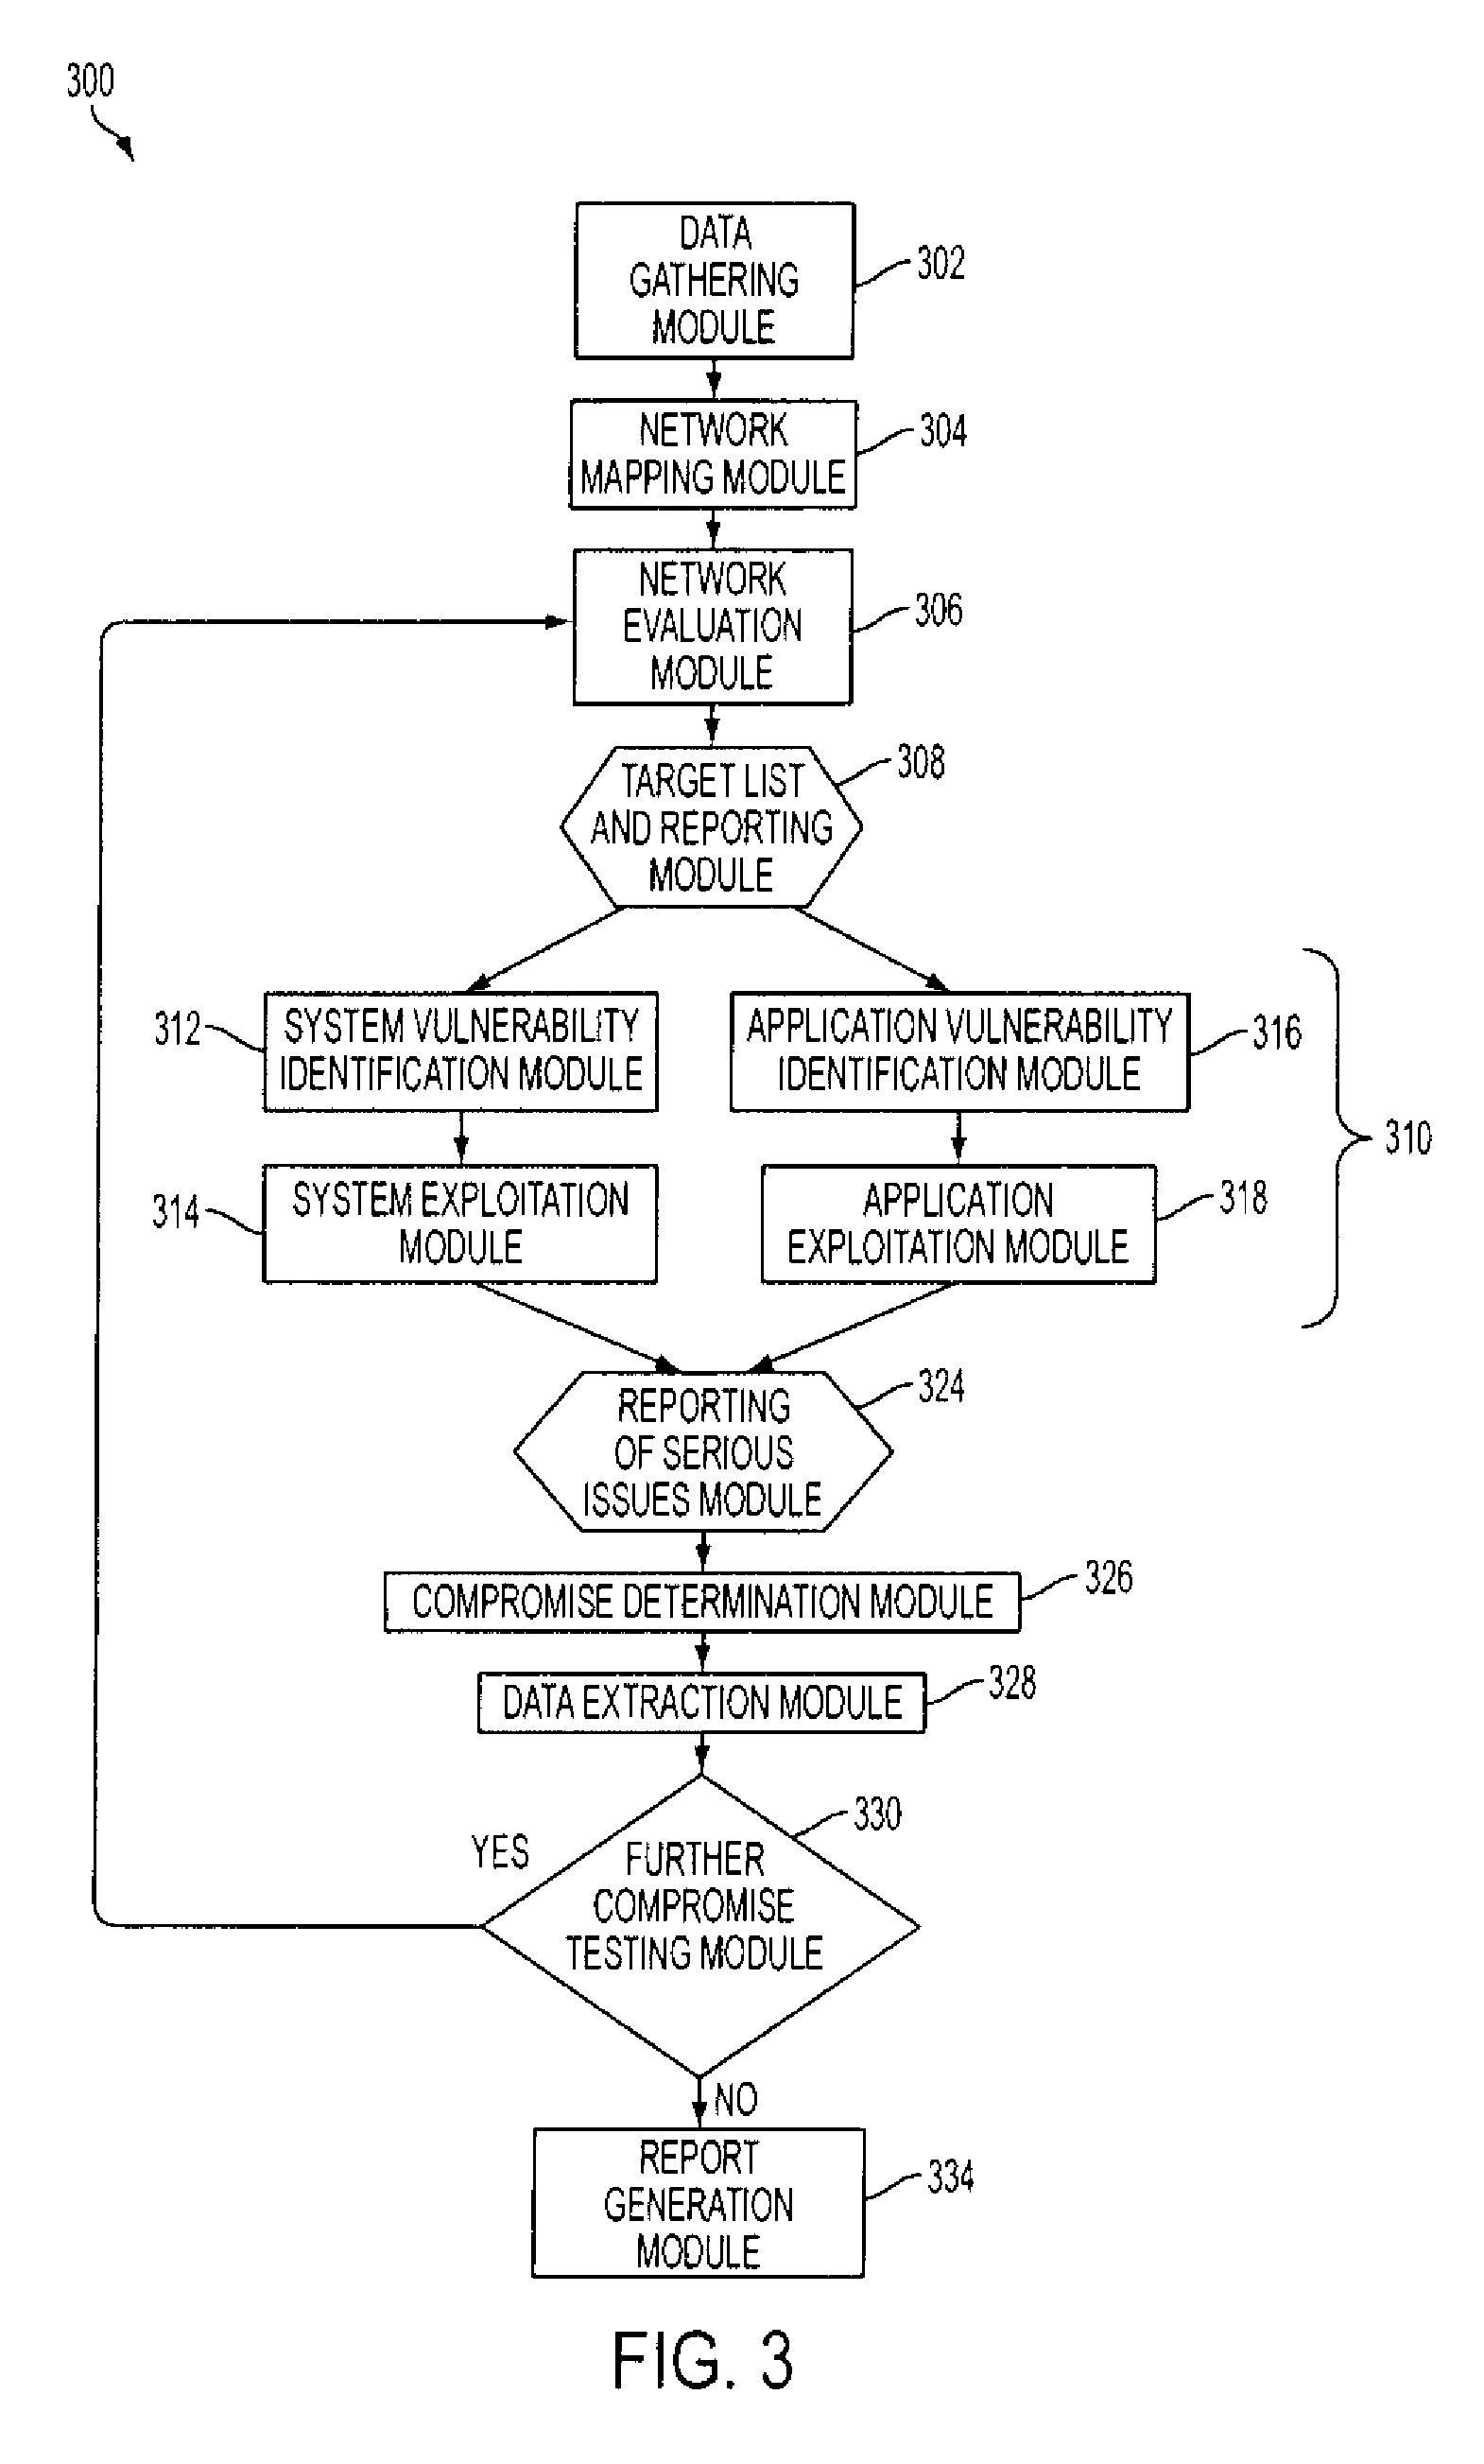 300
DATA
GATHERING
MODULE
302
NETWORK
MAPPING MODULE
304
NETWORK
EVALUATION
MODULE
306
TARGET LIST
AND REPORTING
MODULE
308
312
SYSTEM VULNERABILITY
IDENTIFICATION MODULE
APPLICATION VULNERABILITY
IDENTIFICATION MODULE
316
310
314
SYSTEM EXPLOITATION
MODULE
APPLICATION
EXPLOITATION MODULE
318
REPORTING
OF SERIOUS
ISSUES MODULE
324
COMPROMISE DETERMINATION MODULE
326
DATA EXTRACTION MODULE
328
YES
FURTHER
COMPROMISE
TESTING MODULE
330
NO
REPORT
GENERATION
MODULE
334
FIG. 3